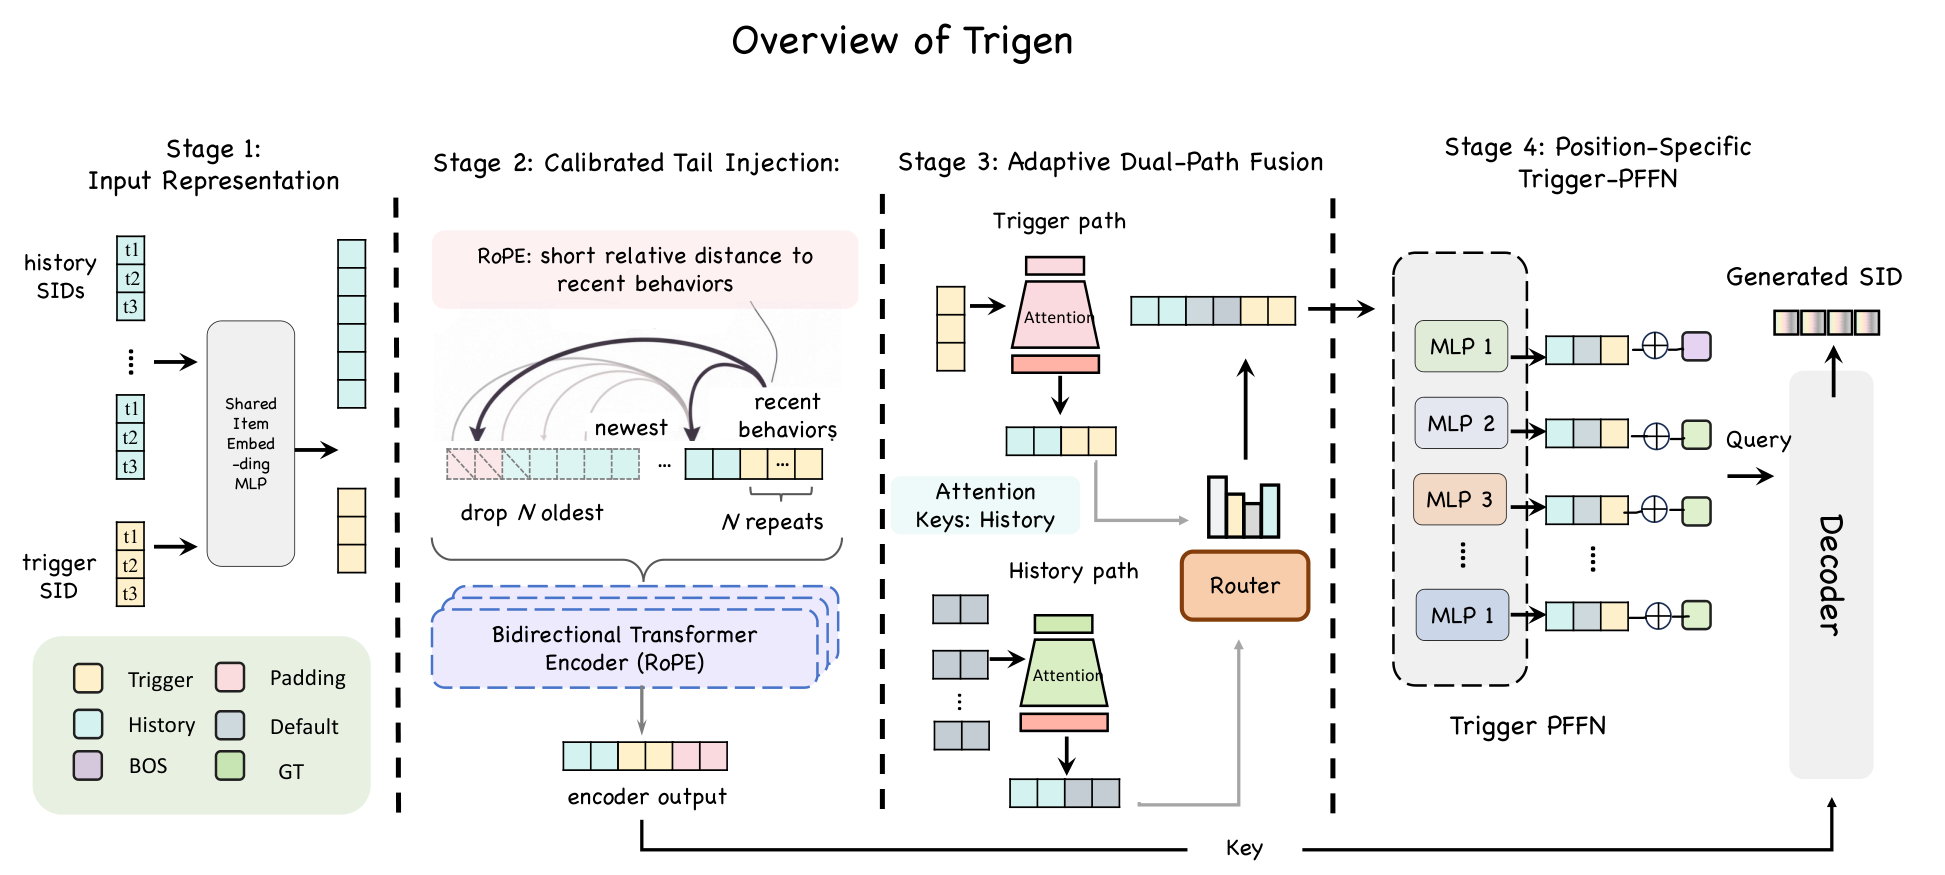 Overview of Trigen
Stage 1:
Input Representation
history
SIDs
t1
t2
t3
t1
t2
t3
trigger
SID
t1
t2
t3
Shared
Item
Embed
-ding
MLP
Trigger
Padding
History
Default
BOS
GT
Stage 2: Calibrated Tail Injection:
RoPE: short relative distance to
recent behaviors
newest
recent
behaviors
...
...
drop N oldest
N repeats
Bidirectional Transformer
Encoder (RoPE)
encoder output
Stage 3: Adaptive Dual-Path Fusion
Trigger path
Attention
Attention
Keys: History
History path
Attention
Router
Key
Stage 4: Position-Specific
Trigger-PFFN
MLP 1
MLP 2
MLP 3
MLP 1
Trigger PFFN
Query
Generated SID
Decoder